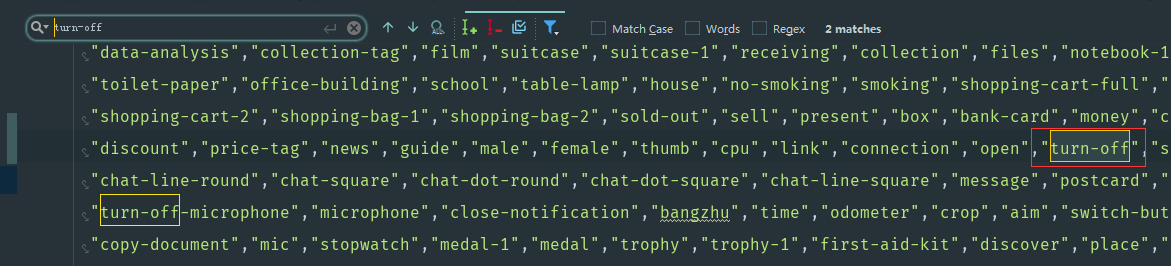 turn-off Match Case Words Regex 2 matches
"data-analysis","collection-tag","film","suitcase","suitcase-1","receiving","collection","files","notebook-1
"toilet-paper","office-building","school","table-lamp","house","no-smoking","smoking","shopping-cart-full","
"shopping-cart-2","shopping-bag-1","shopping-bag-2","sold-out","sell","present","box","bank-card","money","c
"discount","price-tag","news","guide","male","female","thumb","cpu","link","connection","open","turn-off","s
"chat-line-round","chat-square","chat-dot-round","chat-dot-square","chat-line-square","message","postcard","
"turn-off-microphone","microphone","close-notification","bangzhu","time","odometer","crop","aim","switch-but
"copy-document","mic","stopwatch","medal-1","medal","trophy","trophy-1","first-aid-kit","discover","place","